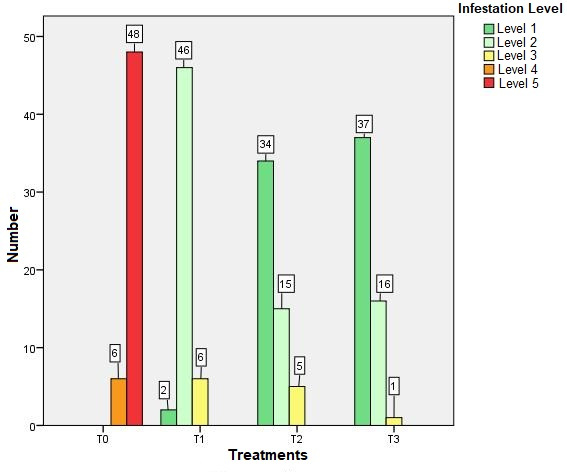 Infestation Level
Level 1
Level 2
Level 3
Level 4
Level 5
Number
50
40
30
20
10
0
6
48
2
46
6
34
15
5
37
16
1
T0
T1
T2
T3
Treatments